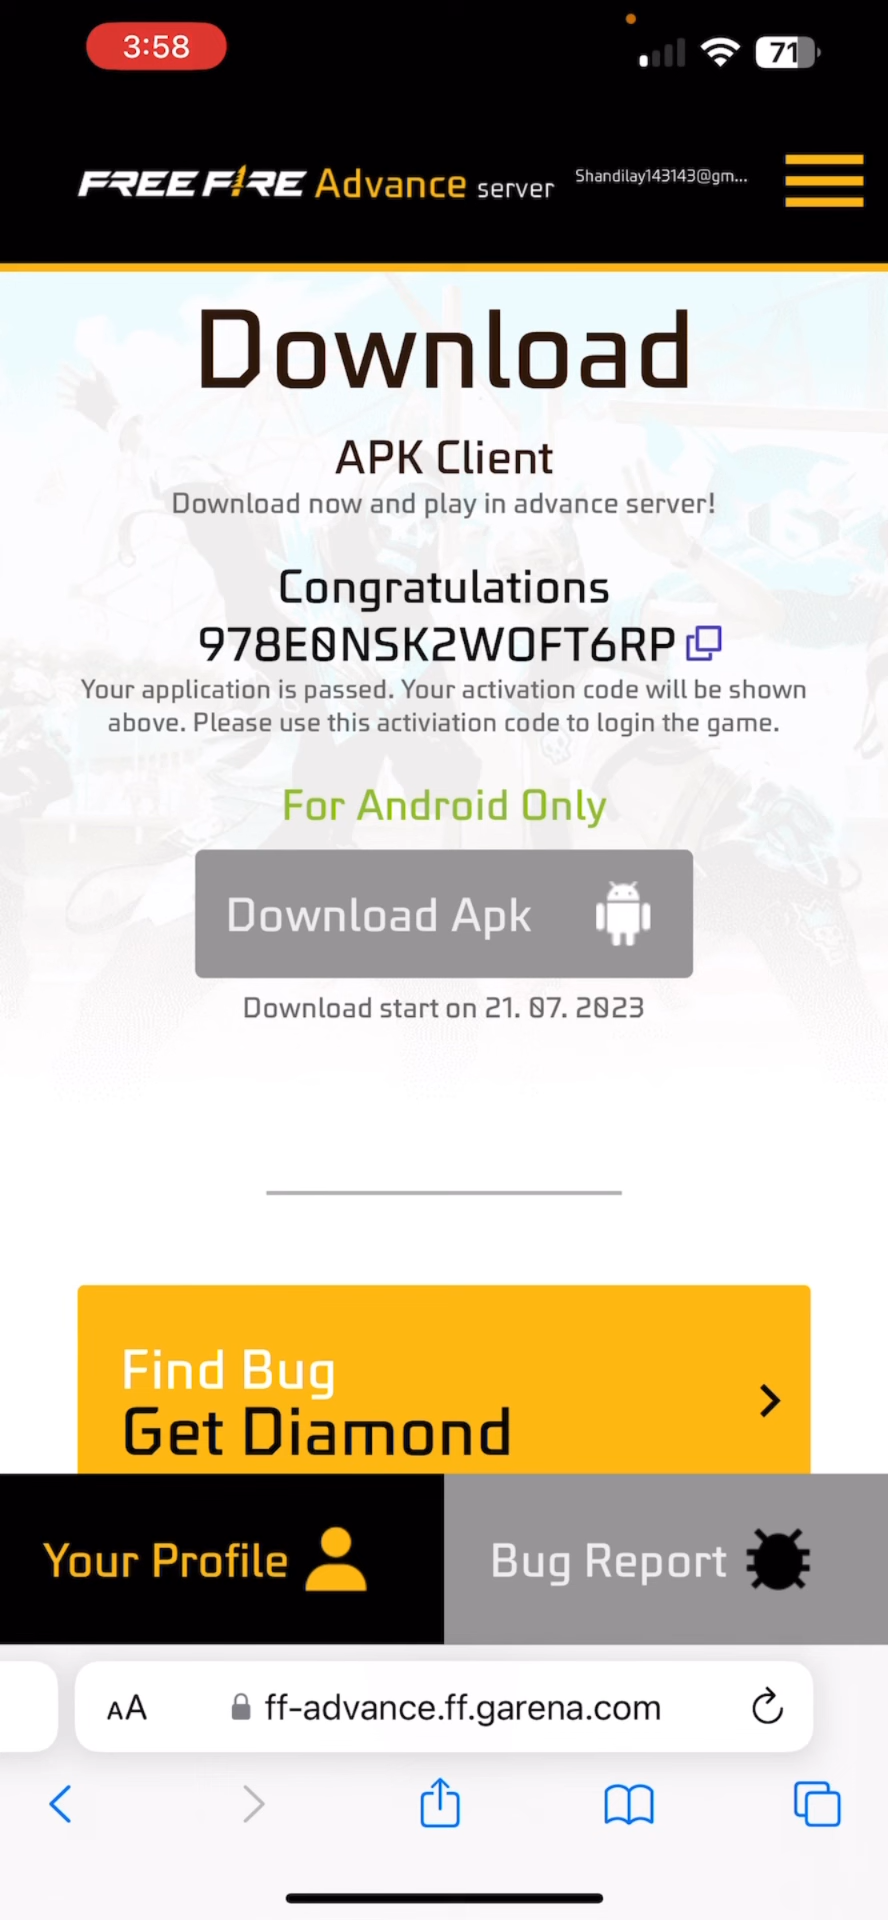 3:58
71
FREE FIRE Advance server Shandilay143143@gm...
Download
APK Client
Download now and play in advance server!
Congratulations
978E0NSK2WOFT6RP
Your application is passed. Your activation code will be shown
above. Please use this activiation code to login the game.
For Android Only
Download Apk
Download start on 21. 07. 2023
Find Bug
Get Diamond
Your Profile
Bug Report
AA ff-advance.ff.garena.com